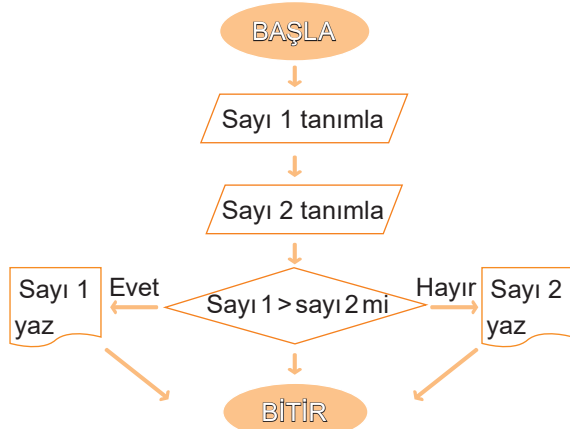 BAŞLA
Sayı 1 tanımla
Sayı 2 tanımla
Sayı 1 > sayı 2 mi
Evet
Hayır
Sayı 1
yaz
Sayı 2
yaz
BİTİR